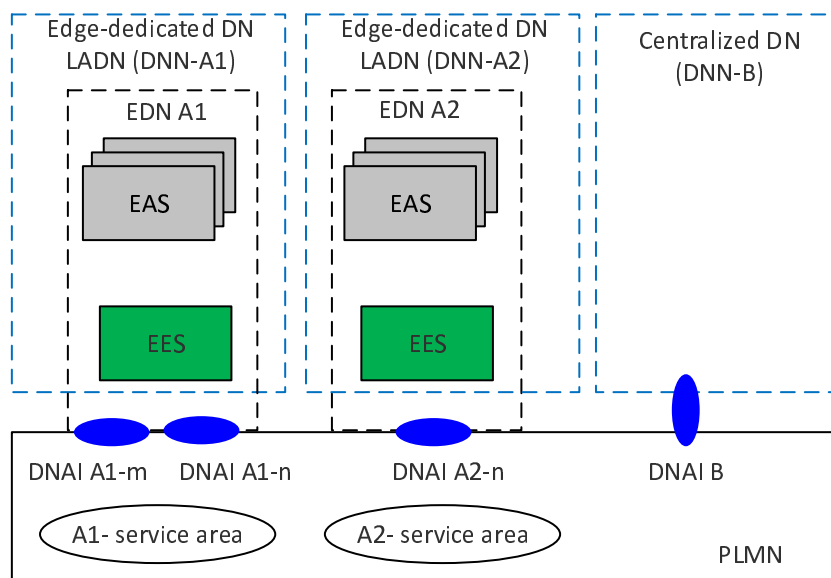 Edge-dedicated DN
LADN (DNN-A1)
EDN A1
EAS
EES
Edge-dedicated DN
LADN (DNN-A2)
EDN A2
EAS
EES
Centralized DN
(DNN-B)
DNAI A1-m
DNAI A1-n
DNAI A2-n
DNAI B
A1- service area
A2- service area
PLMN